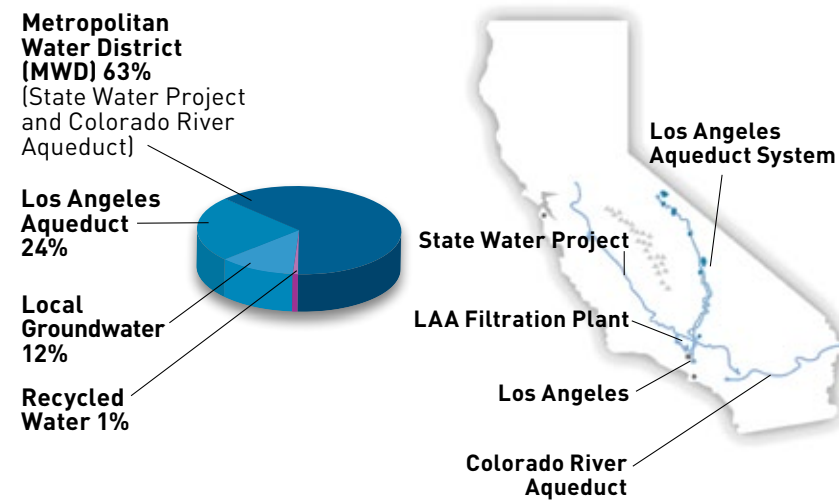 Metropolitan
Water District
(MWD) 63%
(State Water Project
and Colorado River
Aqueduct)
Los Angeles
Aqueduct
24%
Local
Groundwater
12%
Recycled
Water 1%
Los Angeles
Aqueduct System
State Water Project
LAA Filtration Plant
Los Angeles
Colorado River
Aqueduct